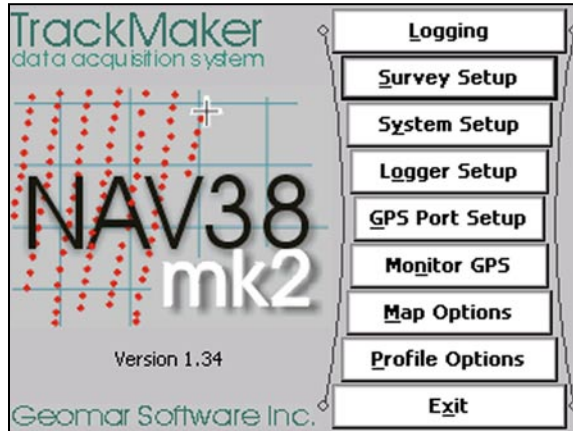 TrackMaker
data acquisition system
NAV38
mk2
Version 1.34
Geomar Software Inc.
Logging
Survey Setup
System Setup
Logger Setup
GPS Port Setup
Monitor GPS
Map Options
Profile Options
Exit